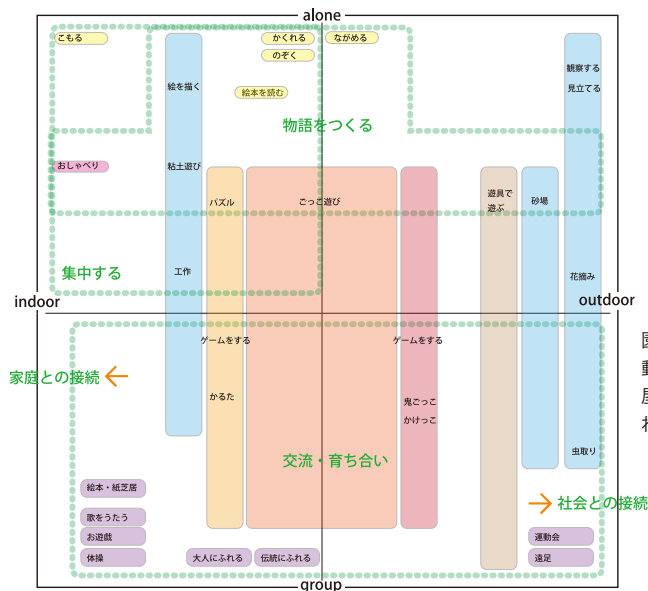 alone
こもる
かくれる
ながめる
のぞく
観察する
見立てる
絵を描く
絵本を読む
物語をつくる
おしゃべり
粘土遊び
パズル
ごっこ遊び
遊具で
遊ぶ
砂場
集中する
工作
花摘み
indoor
outdoor
ゲームをする
ゲームをする
家庭との接続
かるた
鬼ごっこ
かけっこ
交流・育ち合い
虫取り
絵本・紙芝居
社会との接続
歌をうたう
お遊戯
運動会
体操
大人にふれる
伝統にふれる
遠足
group
動